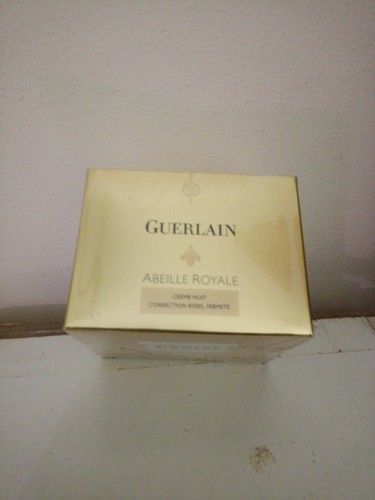 GUERLAIN
ABEILLE ROYALE
CRÈME NUIT
CORRECTION RIDES, FERMETÉ